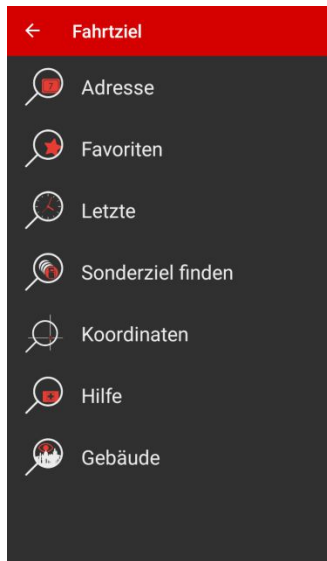 Fahrtziel
Adresse
Favoriten
Letzte
Sonderziel finden
Koordinaten
Hilfe
Gebäude